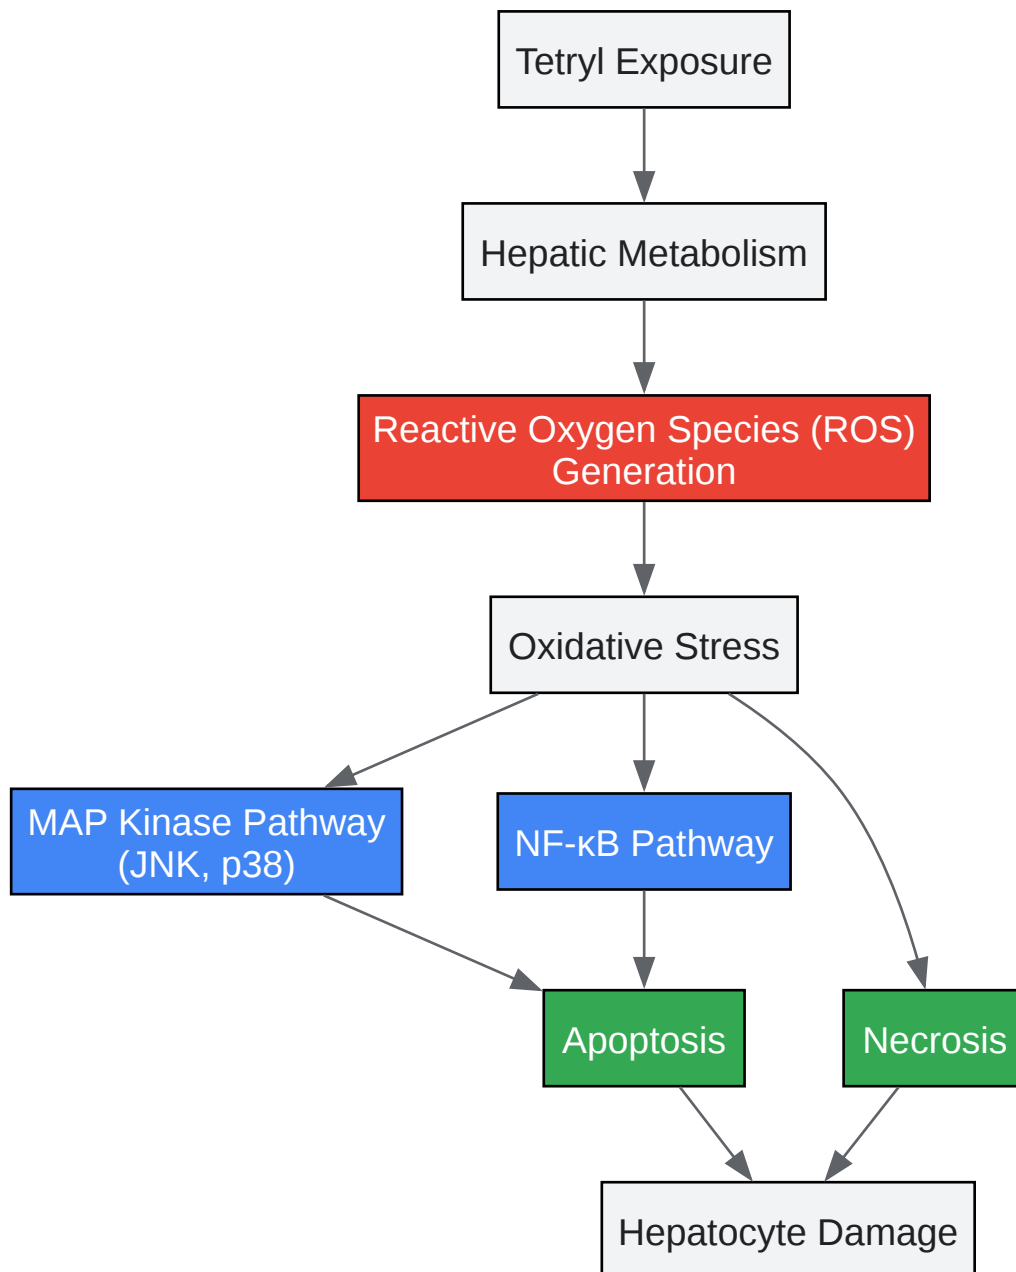 Tetryl Exposure
Hepatic Metabolism
Reactive Oxygen Species (ROS)
Generation
Oxidative Stress
MAP Kinase Pathway
(JNK, p38)
NF-κB Pathway
Apoptosis
Necrosis
Hepatocyte Damage